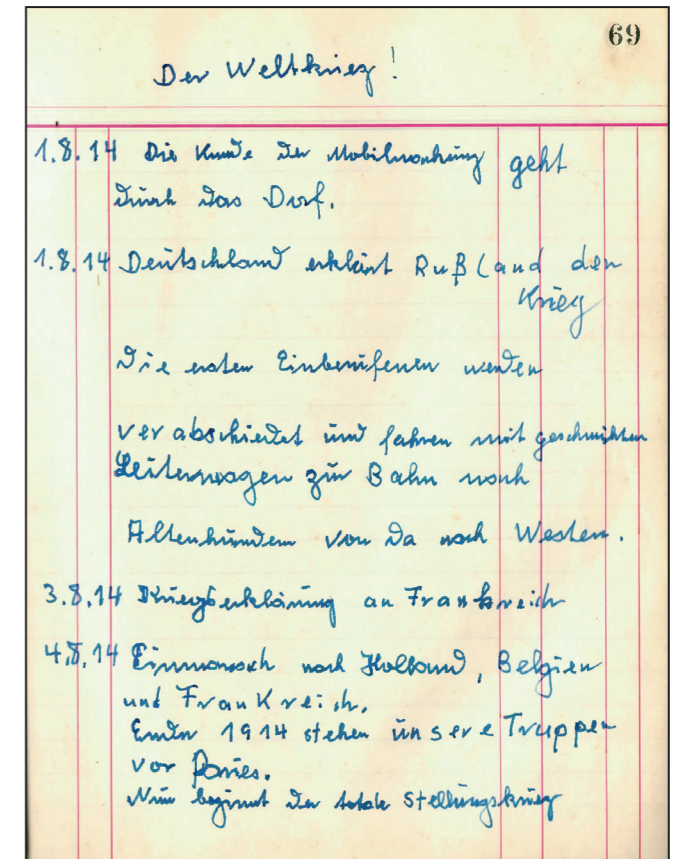 69
Der Weltkrieg!
1.8.14 Die Kunde der Mobilmachung geht
durch das Dorf.
1.8.14 Deutschland erklärt Rußland den
Krieg
Die ersten Einberufenen werden
verabschiedet und fahren mit geschmückten
Leiterwagen zur Bahn nach
Altenhundem von da nach Westen.
3.8.14 Kriegserklärung an Frankreich
4.8.14 Einmarsch nach Holland, Belgien
und FranKreich.
Ende 1914 stehen unsere Truppen
vor Paries.
Nun beginnt der totale Stellungskrieg